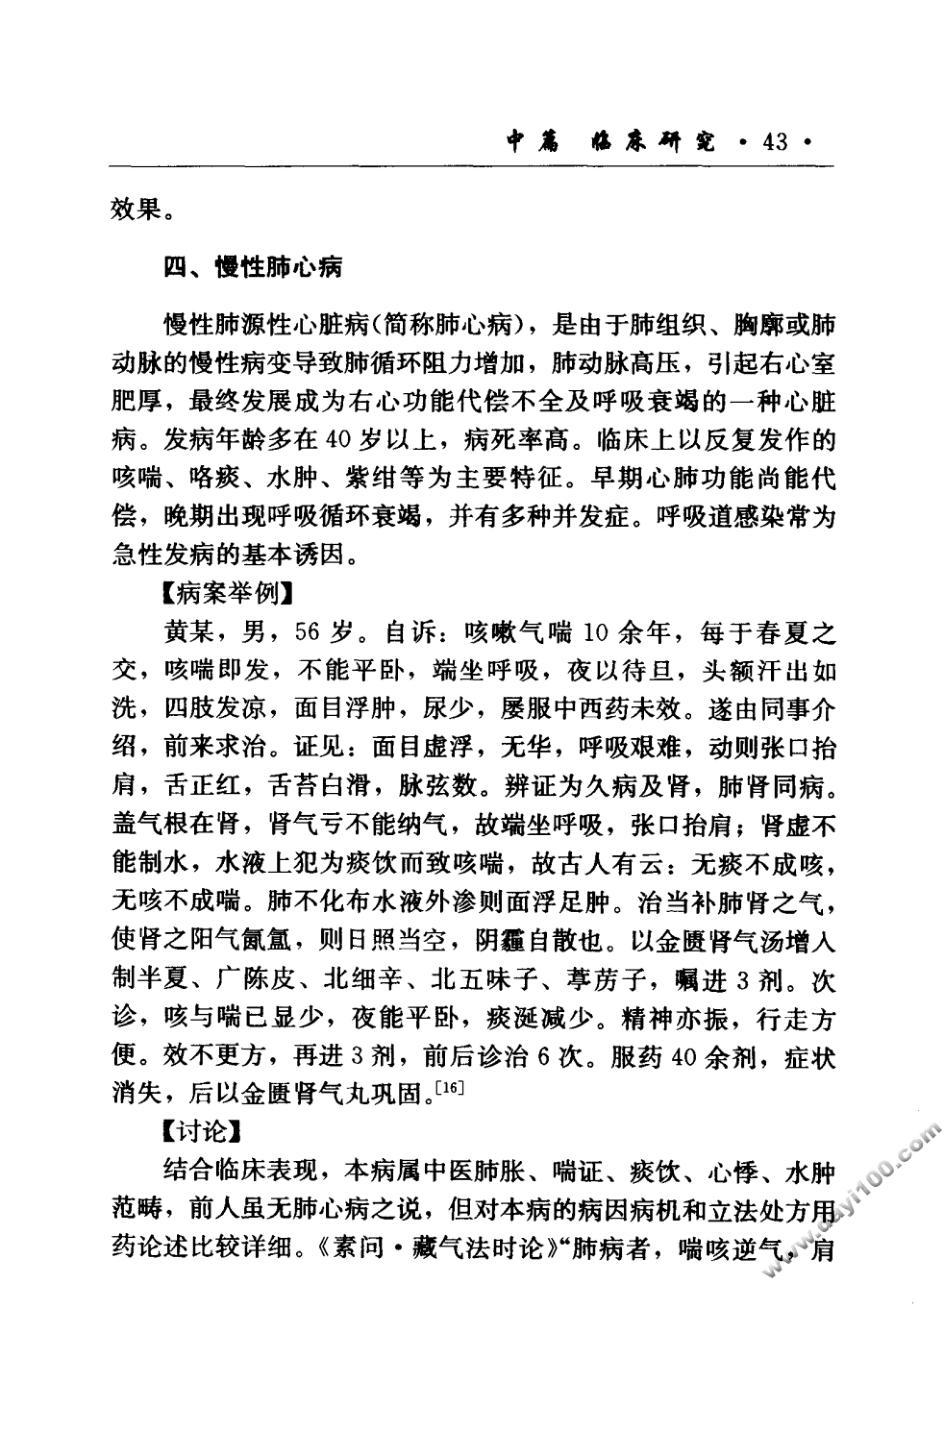 中篇 临床研究 · 43 ·
效果。
四、慢性肺心病
慢性肺源性心脏病(简称肺心病)，是由于肺组织、胸廓或肺
动脉的慢性病变导致肺循环阻力增加，肺动脉高压，引起右心室
肥厚，最终发展成为右心功能代偿不全及呼吸衰竭的一种心脏
病。发病年龄多在 40 岁以上，病死率高。临床上以反复发作的
咳喘、咯痰、水肿、紫绀等为主要特征。早期心肺功能尚能代
偿，晚期出现呼吸循环衰竭，并有多种并发症。呼吸道感染常为
急性发病的基本诱因。
【病案举例】
黄某，男，56 岁。自诉：咳嗽气喘 10 余年，每于春夏之
交，咳喘即发，不能平卧，端坐呼吸，夜以待旦，头额汗出如
洗，四肢发凉，面目浮肿，尿少，屡服中西药未效。遂由同事介
绍，前来求治。证见：面目虚浮，无华，呼吸艰难，动则张口抬
肩，舌正红，舌苔白滑，脉弦数。辨证为久病及肾，肺肾同病。
盖气根在肾，肾气亏不能纳气，故端坐呼吸，张口抬肩；肾虚不
能制水，水液上犯为痰饮而致咳喘，故古人有云：无痰不成咳，
无咳不成喘。肺不化布水液外渗则面浮足肿。治当补肺肾之气，
使肾之阳气氤氲，则日照当空，阴霾自散也。以金匮肾气汤增入
制半夏、广陈皮、北细辛、北五味子、葶苈子，嘱进 3 剂。次
诊，咳与喘已显少，夜能平卧，痰涎减少。精神亦振，行走方
便。效不更方，再进 3 剂，前后诊治 6 次。服药 40 余剂，症状
消失，后以金匮肾气丸巩固。[16]
【讨论】
结合临床表现，本病属中医肺胀、喘证、痰饮、心悸、水肿
范畴，前人虽无肺心病之说，但对本病的病因病机和立法处方用
药论述比较详细。《素问·藏气法时论》“肺病者，喘咳逆气，肩
www.dayi100.com